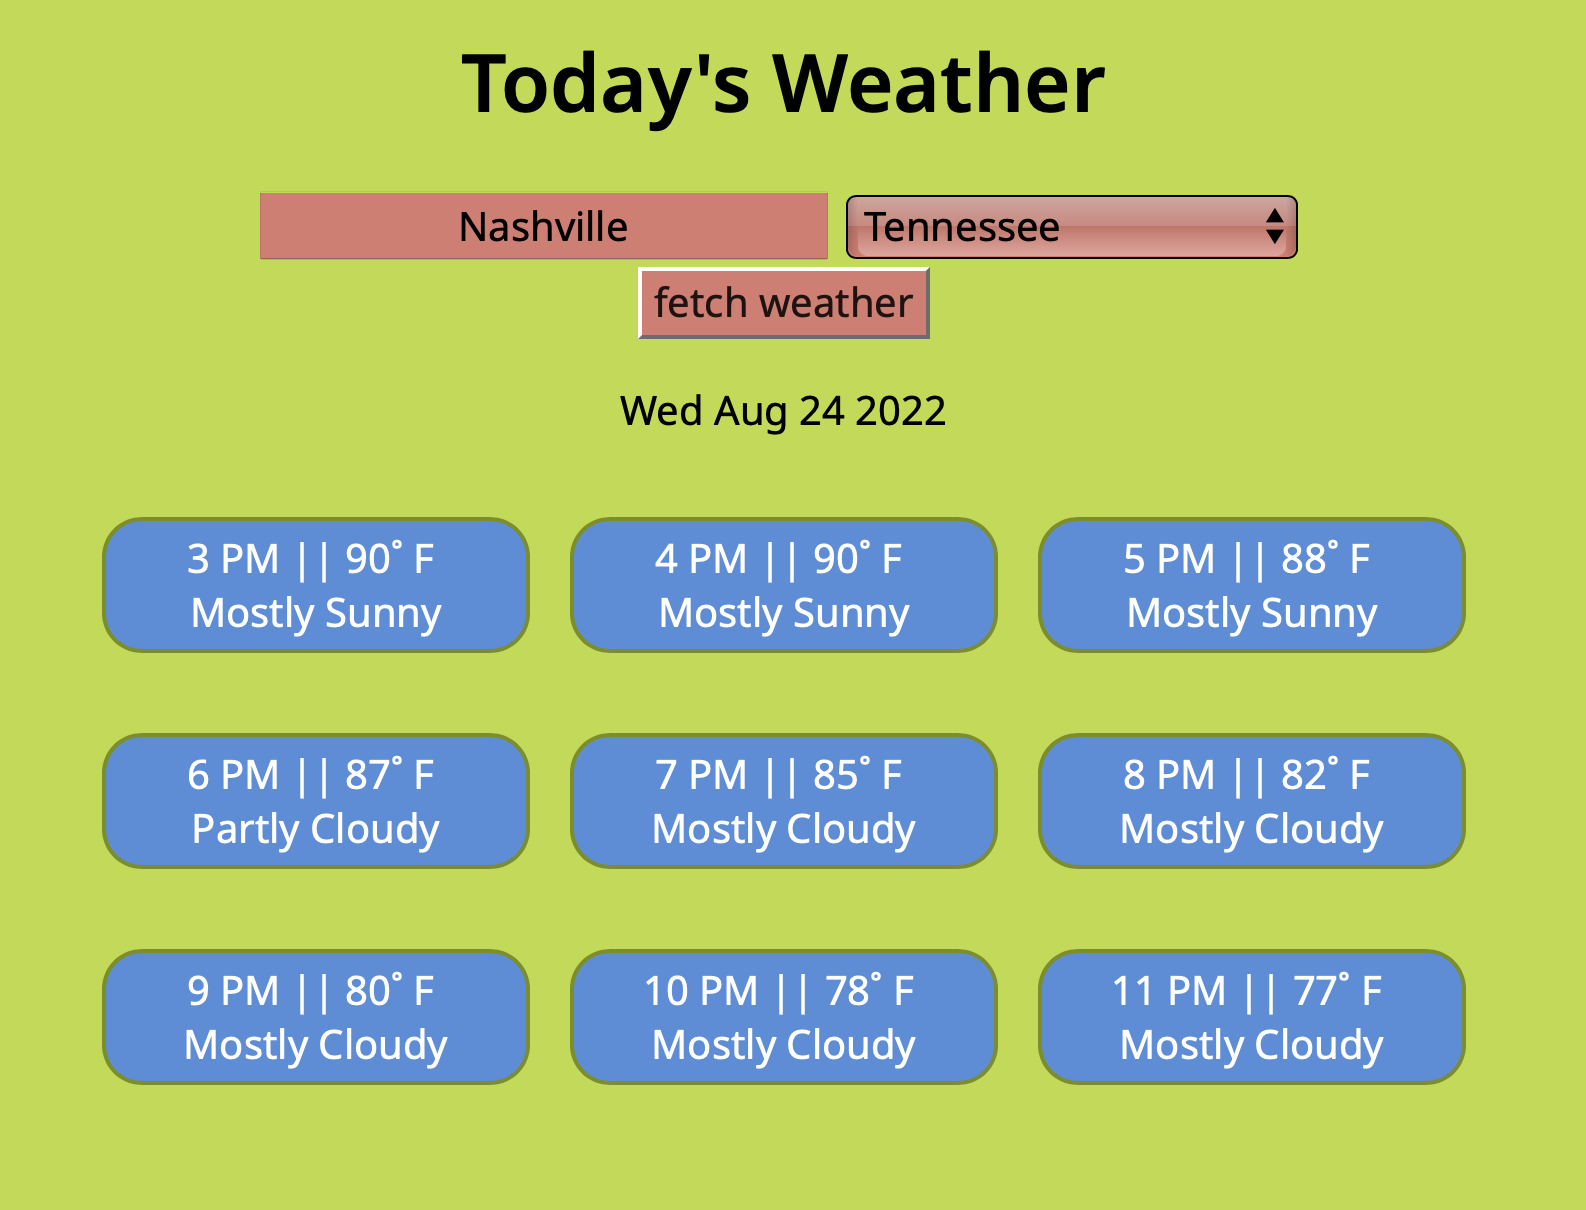 Today's Weather
Nashville Tennessee
fetch weather
Wed Aug 24 2022
3 PM || 90° F
Mostly Sunny
4 PM || 90° F
Mostly Sunny
5 PM || 88° F
Mostly Sunny
6 PM || 87° F
Partly Cloudy
7 PM || 85° F
Mostly Cloudy
8 PM || 82° F
Mostly Cloudy
9 PM || 80° F
Mostly Cloudy
10 PM || 78° F
Mostly Cloudy
11 PM || 77° F
Mostly Cloudy